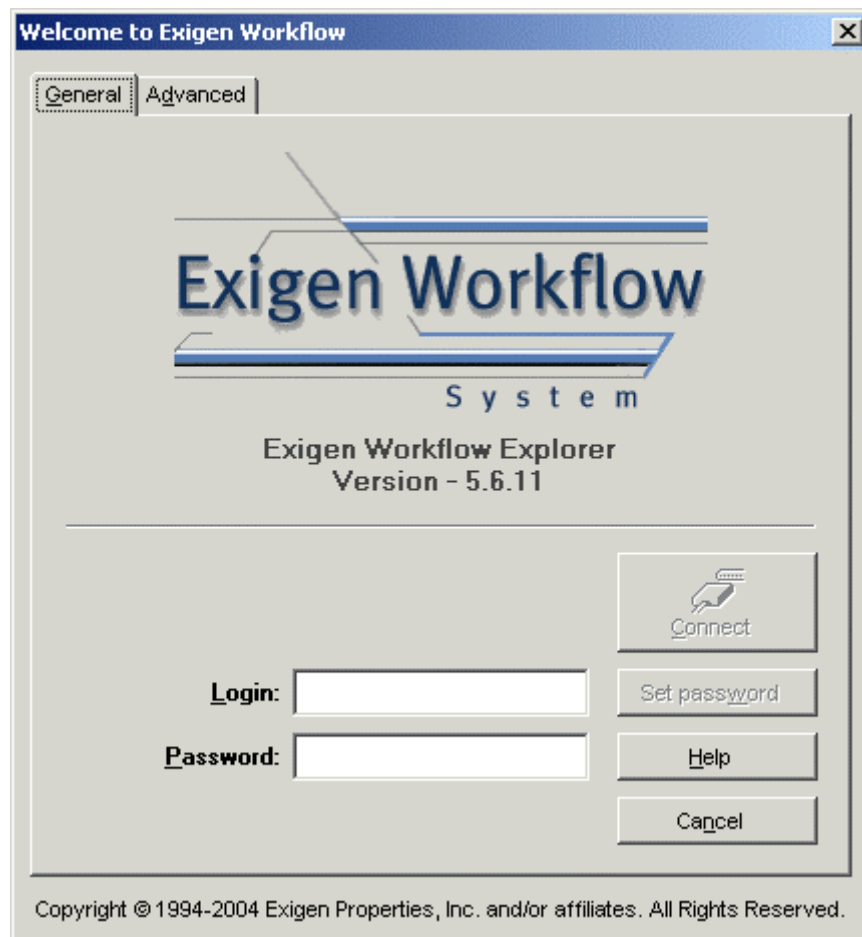 Welcome to Exigen Workflow
General Advanced
Exigen Workflow
System
Exigen Workflow Explorer
Version - 5.6.11
Connect
Login:
Set password
Password:
Help
Cancel
Copyright © 1994-2004 Exigen Properties, Inc. and/or affiliates. All Rights Reserved.